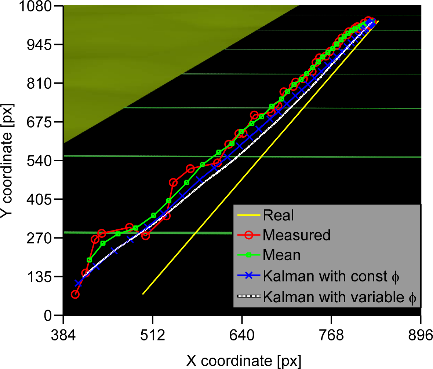 1080
945
810
675
540
405
270
135
0
Y coordinate [px]
Real
Measured
Mean
Kalman with const ϕ
Kalman with variable ϕ
384
512
640
768
896
X coordinate [px]